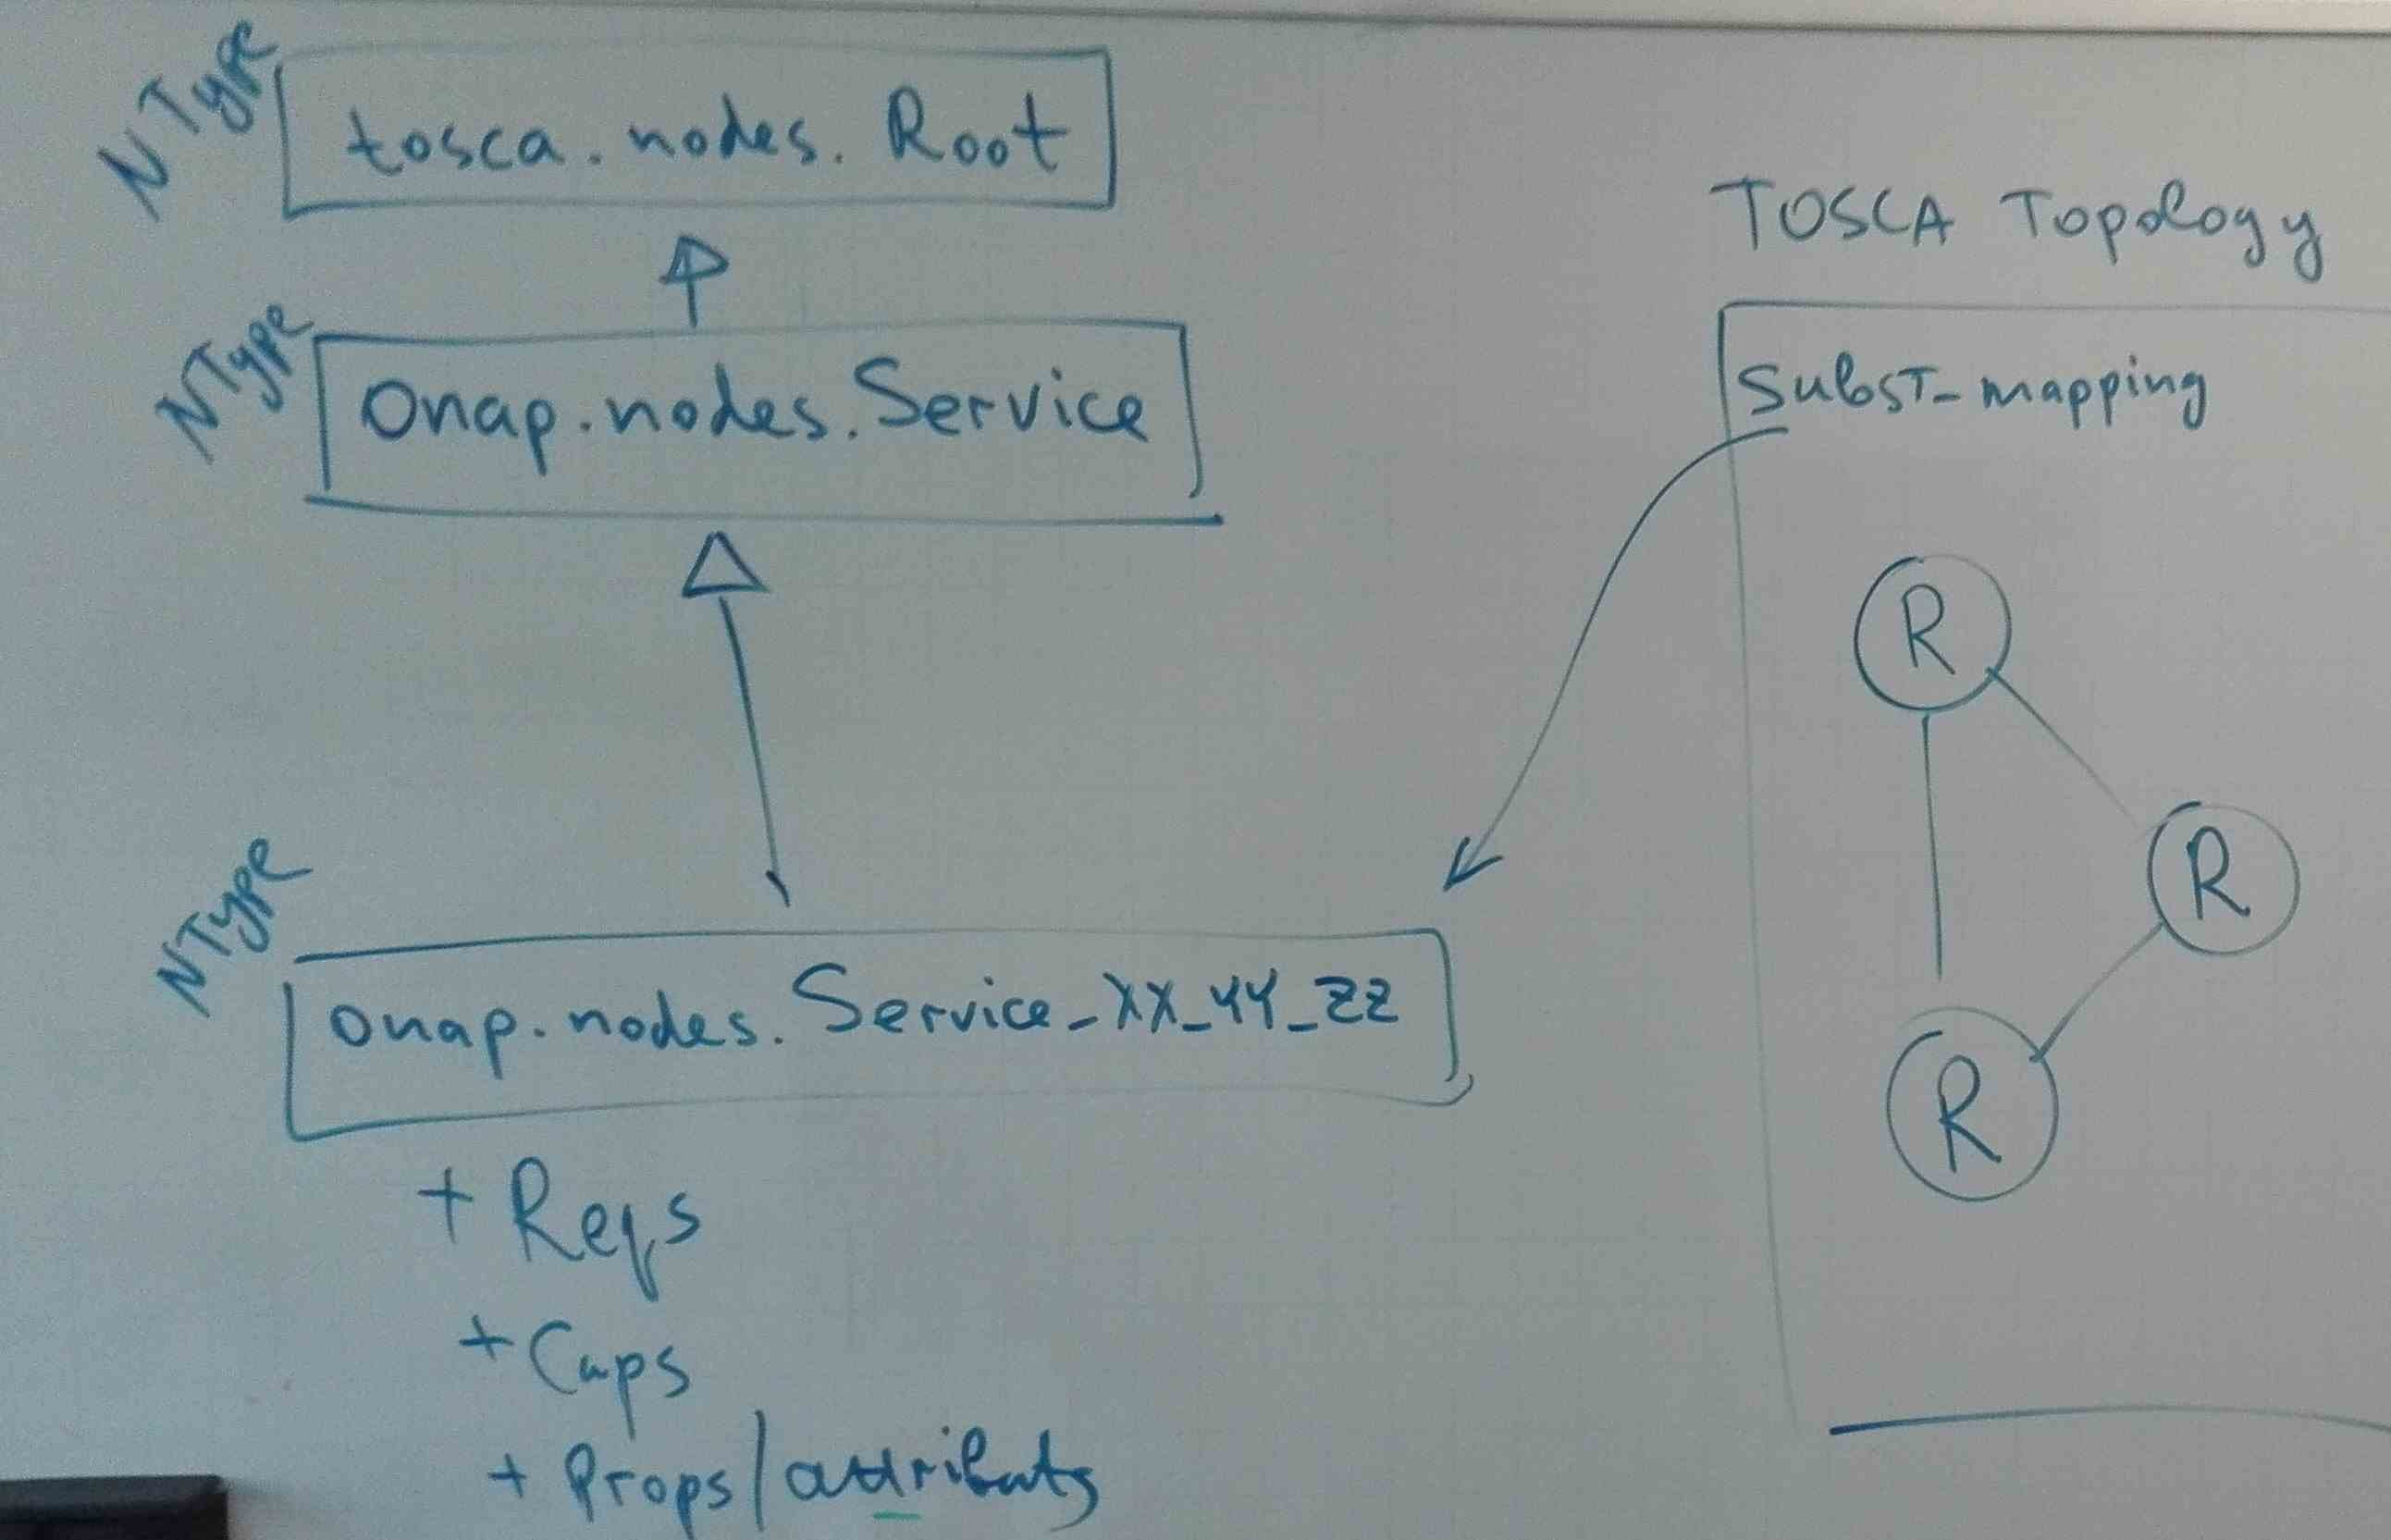 NType
tosca.nodes.Root
NType
Onap.nodes.Service
NType
onap.nodes.Service_XX_YY_ZZ
+ Reqs
+ Caps
+ Props/attributs
TOSCA Topology
Subst_mapping
R
R
R